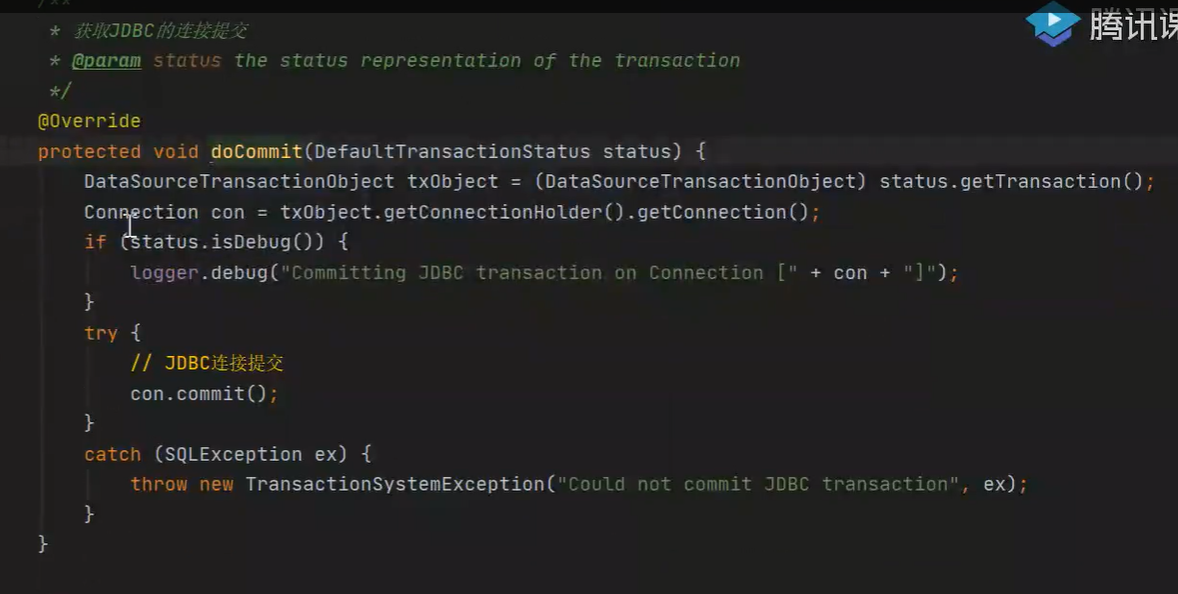 /**
* 获取JDBC的连接提交
腾讯课
* @param status the status representation of the transaction
*/
@Override
protected void doCommit(DefaultTransactionStatus status) {
DataSourceTransactionObject txObject = (DataSourceTransactionObject) status.getTransaction();
Connection con = txObject.getConnectionHolder().getConnection();
if (status.isDebug()) {
logger.debug("Committing JDBC transaction on Connection [" + con + "]");
}
try {
// JDBC连接提交
con.commit();
}
catch (SQLException ex) {
throw new TransactionSystemException("Could not commit JDBC transaction", ex);
}
}